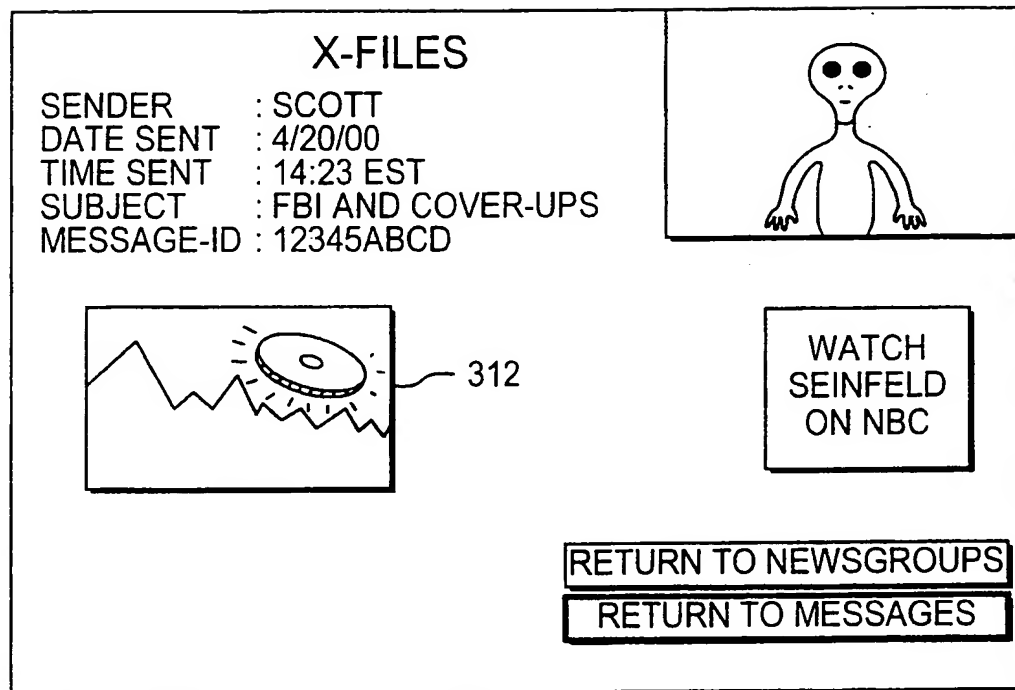 X-FILES
SENDER : SCOTT
DATE SENT : 4/20/00
TIME SENT : 14:23 EST
SUBJECT : FBI AND COVER-UPS
MESSAGE-ID : 12345ABCD
312
WATCH
SEINFELD
ON NBC
RETURN TO NEWSGROUPS
RETURN TO MESSAGES